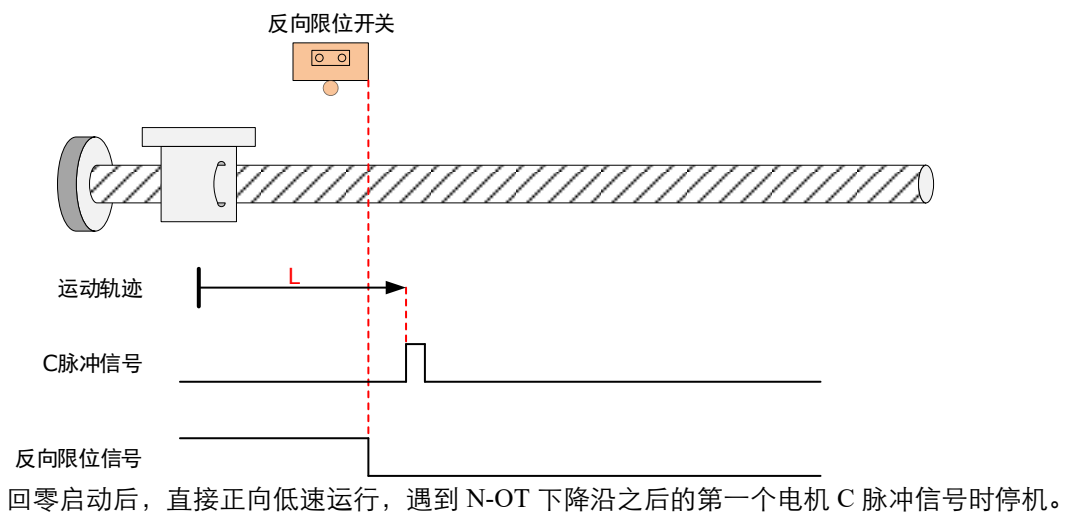 反向限位开关
L
运动轨迹
C脉冲信号
反向限位信号
回零启动后，直接正向低速运行，遇到 N-OT 下降沿之后的第一个电机 C 脉冲信号时停机。